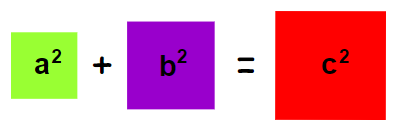 a² + b² = c²